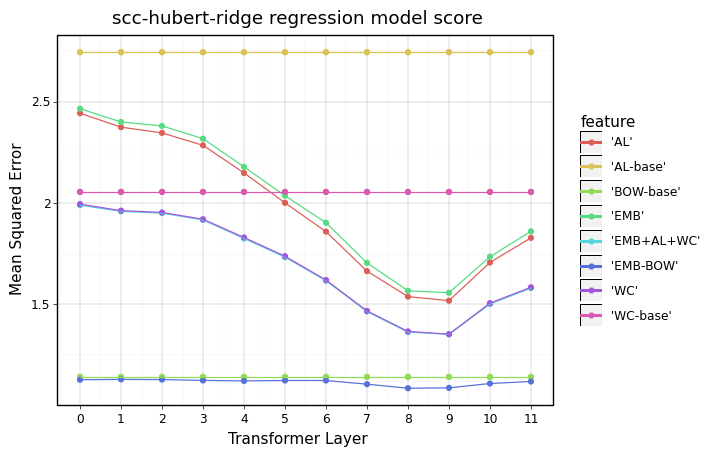 scc-hubert-ridge regression model score
Mean Squared Error
2.5
2
1.5
0 1 2 3 4 5 6 7 8 9 10 11
Transformer Layer
feature
'AL'
'AL-base'
'BOW-base'
'EMB'
'EMB+AL+WC'
'EMB-BOW'
'WC'
'WC-base'